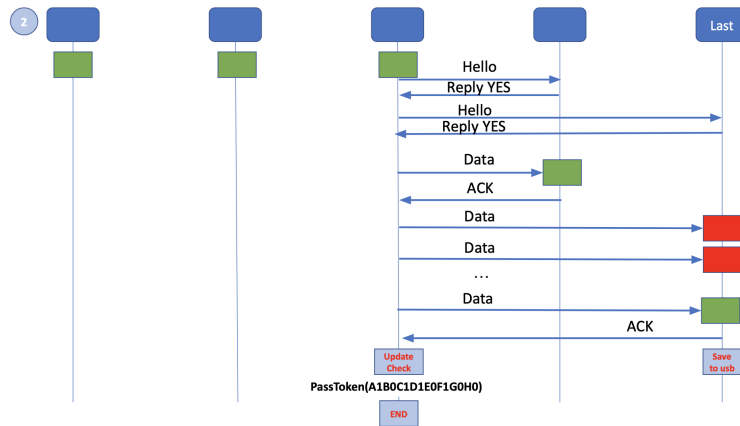 2
Last
Hello
Reply YES
Hello
Reply YES
Data
ACK
Data
Data
...
Data
ACK
Update
Check
Save
to usb
PassToken(A1B0C1D1E0F1G0H0)
END